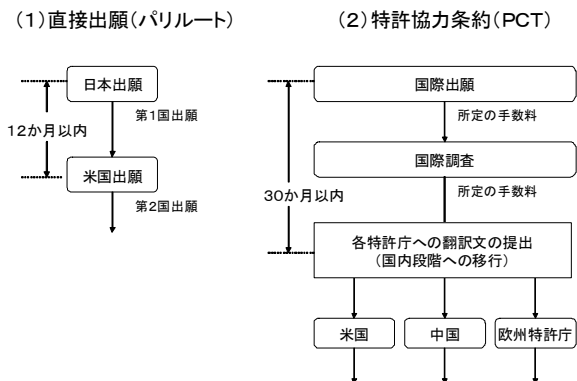 (1)直接出願(パリルート)
日本出願
第1国出願
12か月以内
米国出願
第2国出願
(2)特許協力条約(PCT)
国際出願
所定の手数料
国際調査
所定の手数料
30か月以内
各特許庁への翻訳文の提出
(国内段階への移行)
米国
中国
欧州特許庁